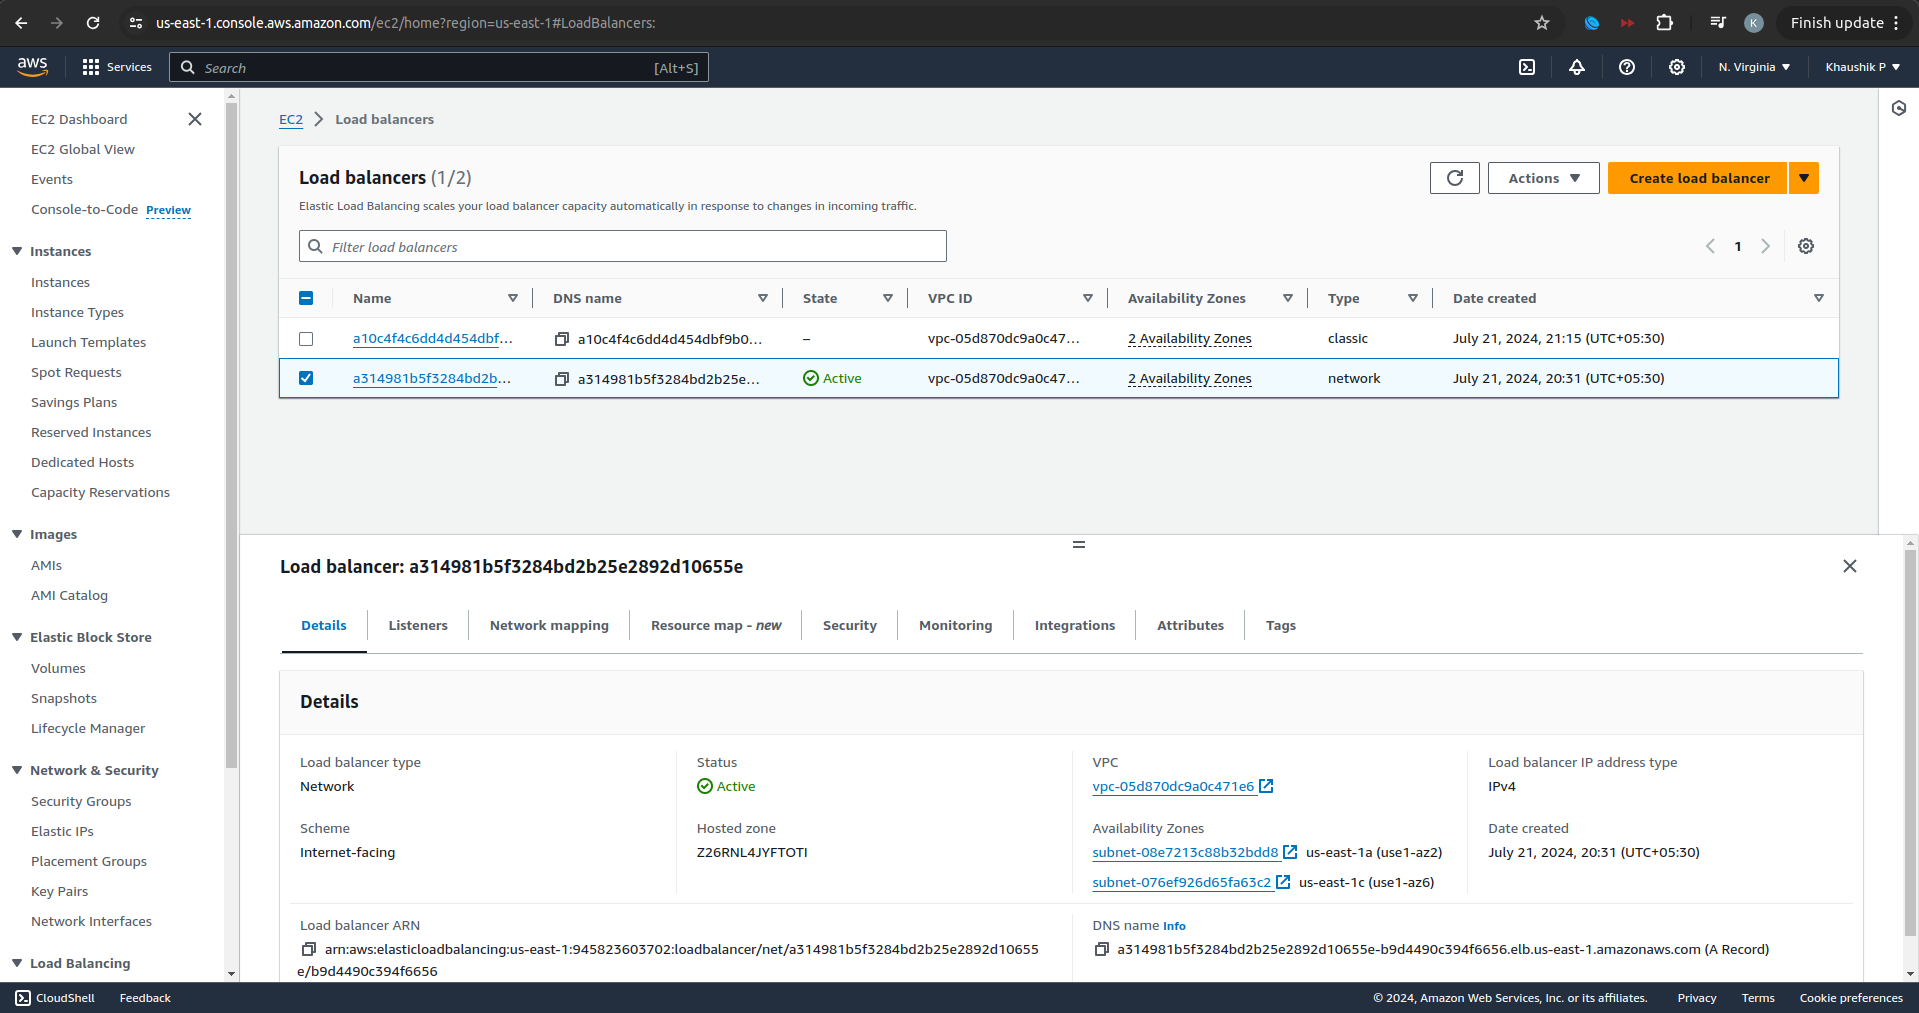 us-east-1.console.aws.amazon.com/ec2/home?region=us-east-1#LoadBalancers:
K
Finish update
aws
Services
Search
[Alt+S]
N. Virginia
Khaushik P
EC2 Dashboard
EC2 Global View
Events
Console-to-Code Preview
Instances
Instances
Instance Types
Launch Templates
Spot Requests
Savings Plans
Reserved Instances
Dedicated Hosts
Capacity Reservations
Images
AMIs
AMI Catalog
Elastic Block Store
Volumes
Snapshots
Lifecycle Manager
Network & Security
Security Groups
Elastic IPs
Placement Groups
Key Pairs
Network Interfaces
Load Balancing
EC2 > Load balancers
Load balancers (1/2)
Elastic Load Balancing scales your load balancer capacity automatically in response to changes in incoming traffic.
Actions
Create load balancer
Filter load balancers
1
Name DNS name State VPC ID Availability Zones Type Date created
a10c4f4c6dd4d454dbf... a10c4f4c6dd4d454dbf9b0... – vpc-05d870dc9a0c47... 2 Availability Zones classic July 21, 2024, 21:15 (UTC+05:30)
a314981b5f3284bd2b... a314981b5f3284bd2b25e... Active vpc-05d870dc9a0c47... 2 Availability Zones network July 21, 2024, 20:31 (UTC+05:30)
Load balancer: a314981b5f3284bd2b25e2892d10655e
Details Listeners Network mapping Resource map - new Security Monitoring Integrations Attributes Tags
Details
Load balancer type
Network
Status
Active
VPC
vpc-05d870dc9a0c471e6
Load balancer IP address type
IPv4
Scheme
Internet-facing
Hosted zone
Z26RNL4JYFTOTI
Availability Zones
subnet-08e7213c88b32bdd8 us-east-1a (use1-az2)
subnet-076ef926d65fa63c2 us-east-1c (use1-az6)
Date created
July 21, 2024, 20:31 (UTC+05:30)
Load balancer ARN
arn:aws:elasticloadbalancing:us-east-1:945823603702:loadbalancer/net/a314981b5f3284bd2b25e2892d10655
e/b9d4490c394f6656
DNS name Info
a314981b5f3284bd2b25e2892d10655e-b9d4490c394f6656.elb.us-east-1.amazonaws.com (A Record)
CloudShell
Feedback
© 2024, Amazon Web Services, Inc. or its affiliates.
Privacy
Terms
Cookie preferences